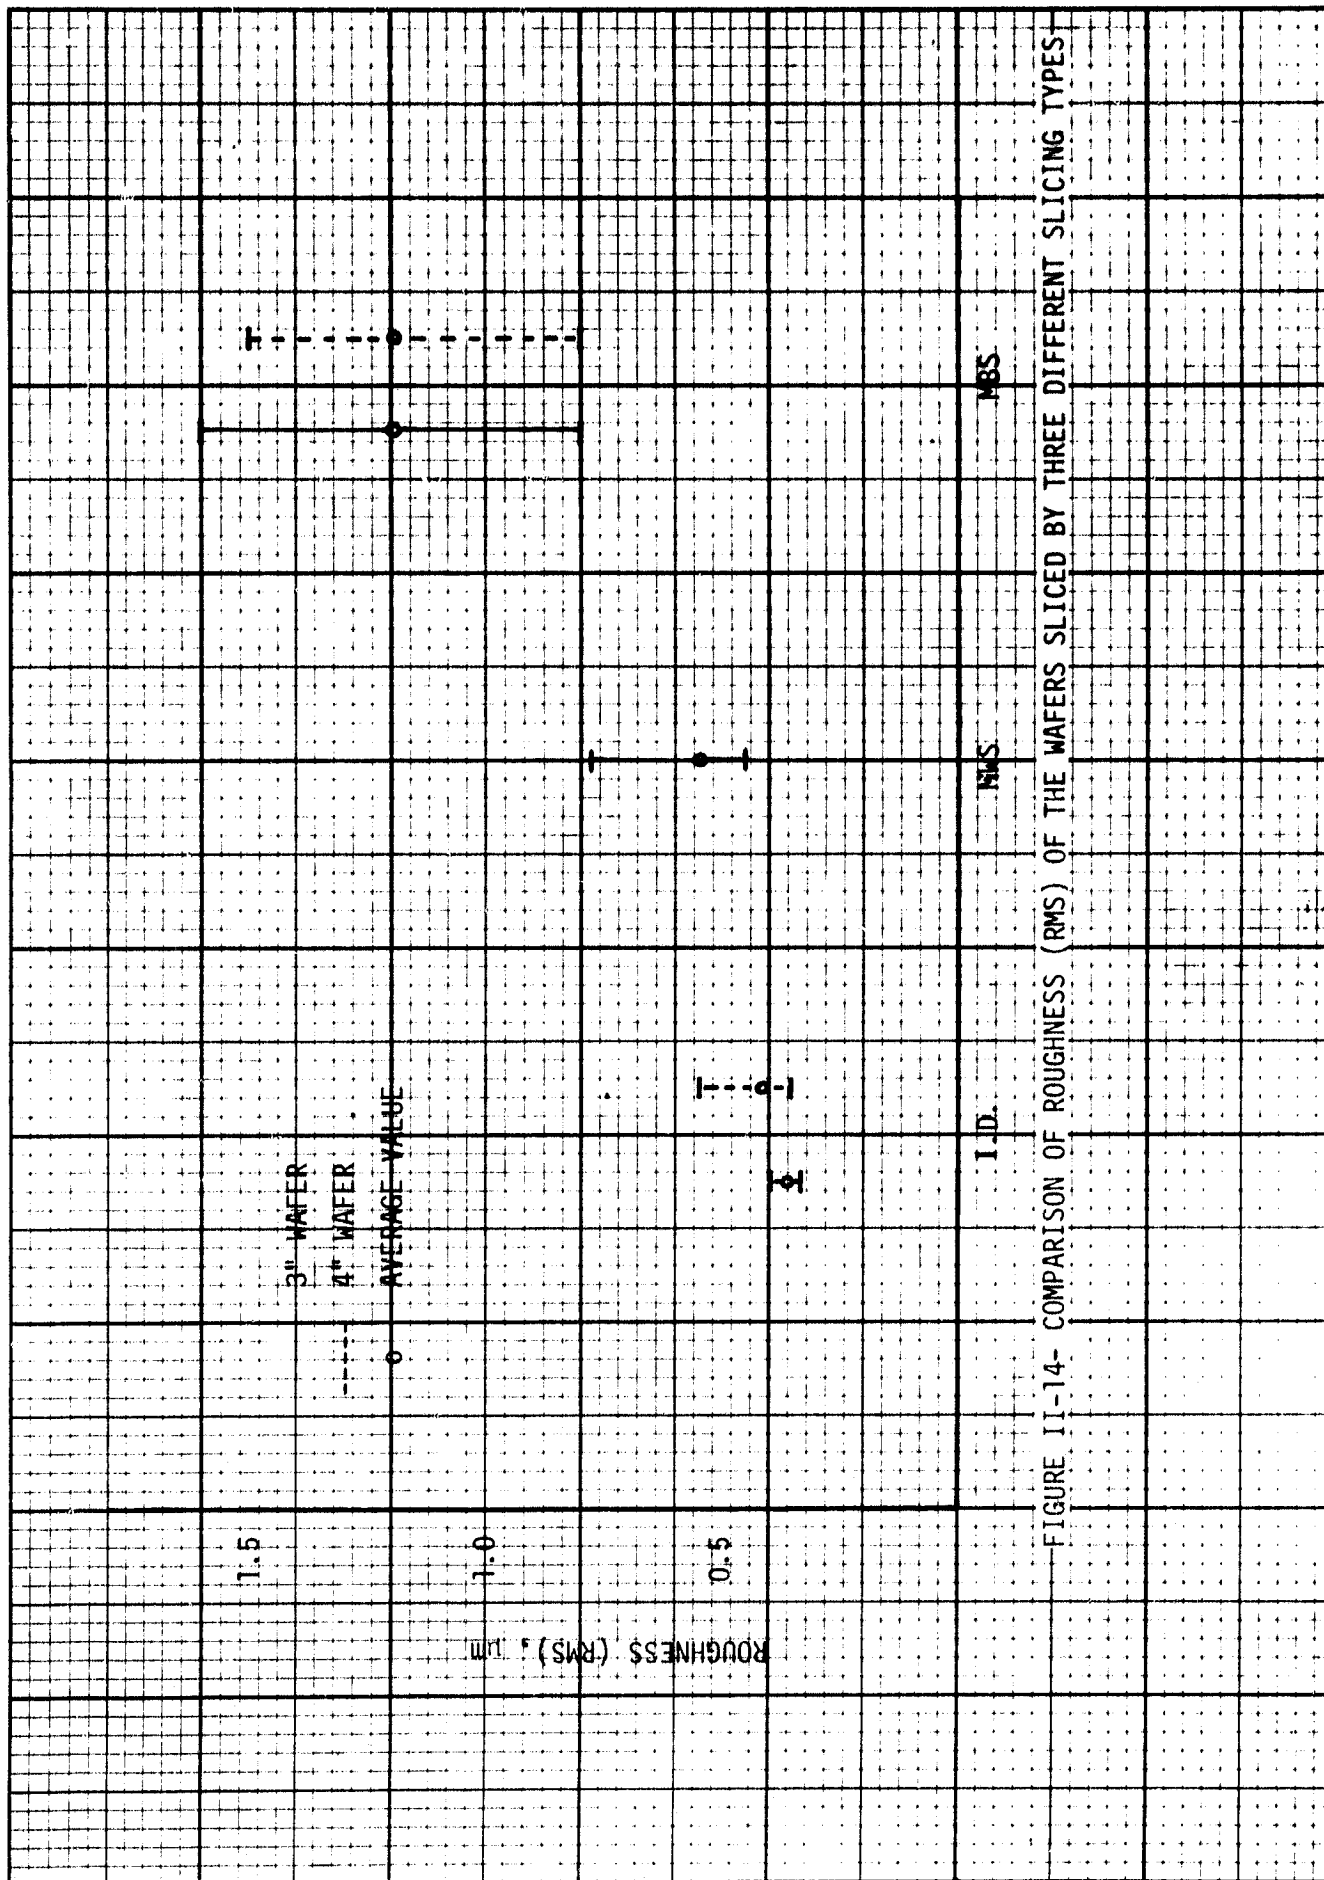 1.5
1.0
0.5
ROUGHNESS (RMS), µm
3" WAFER
4" WAFER
AVERAGE VALUE
I.D.
MWS
MBS
FIGURE II-14- COMPARISON OF ROUGHNESS (RMS) OF THE WAFERS SLICED BY THREE DIFFERENT SLICING TYPES